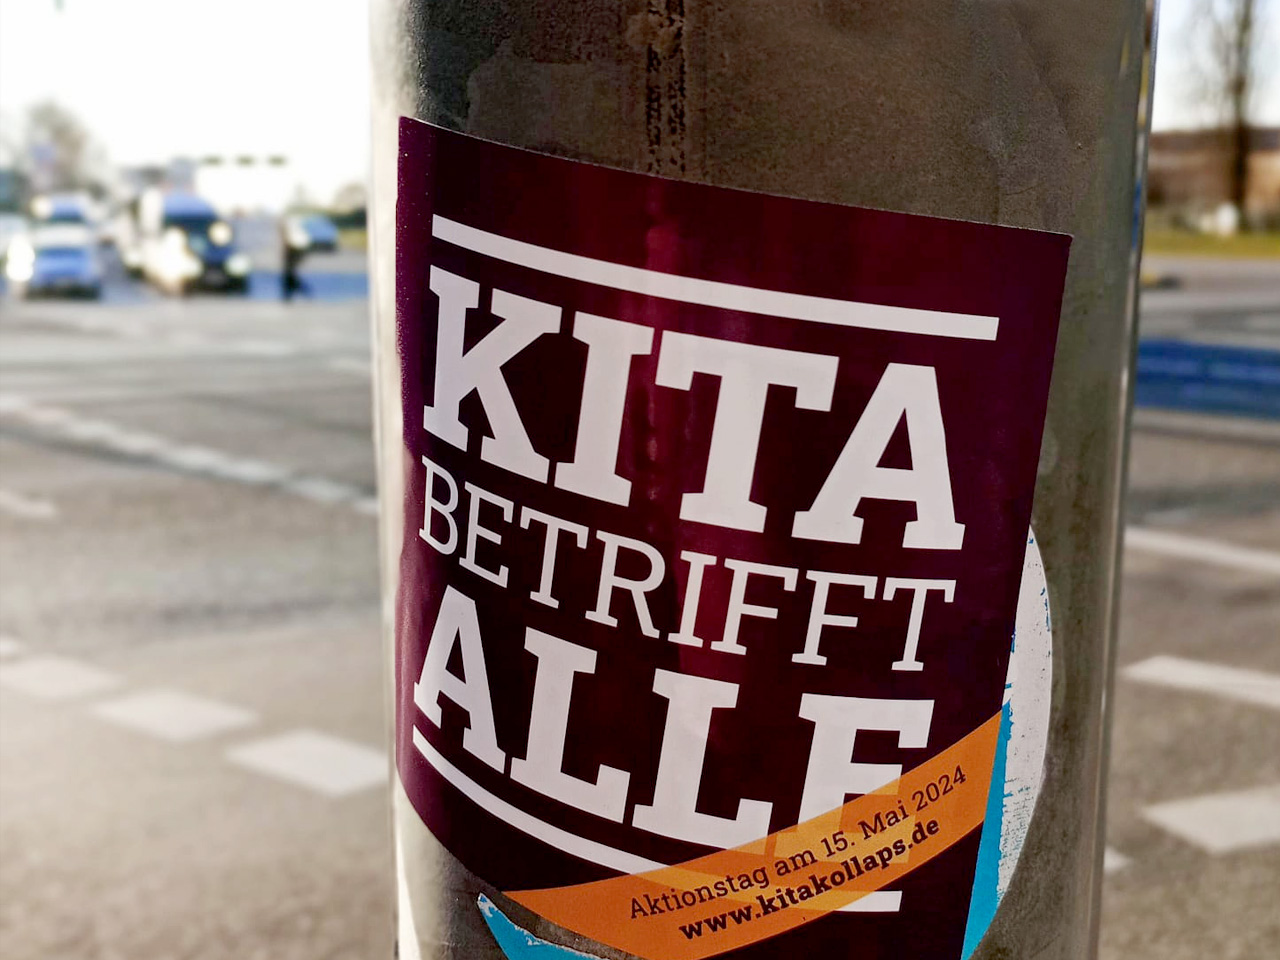 KITA
BETRIFFT
ALLE
Aktionstag am 15. Mai 2024
www.kitakollaps.de